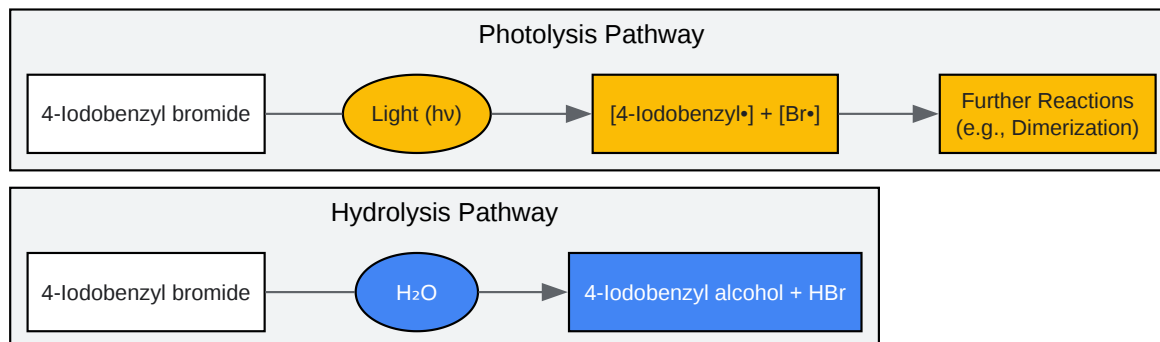 Photolysis Pathway
4-Iodobenzyl bromide
Light (hν)
[4-Iodobenzyl•] + [Br•]
Further Reactions
(e.g., Dimerization)
Hydrolysis Pathway
4-Iodobenzyl bromide
H₂O
4-Iodobenzyl alcohol + HBr